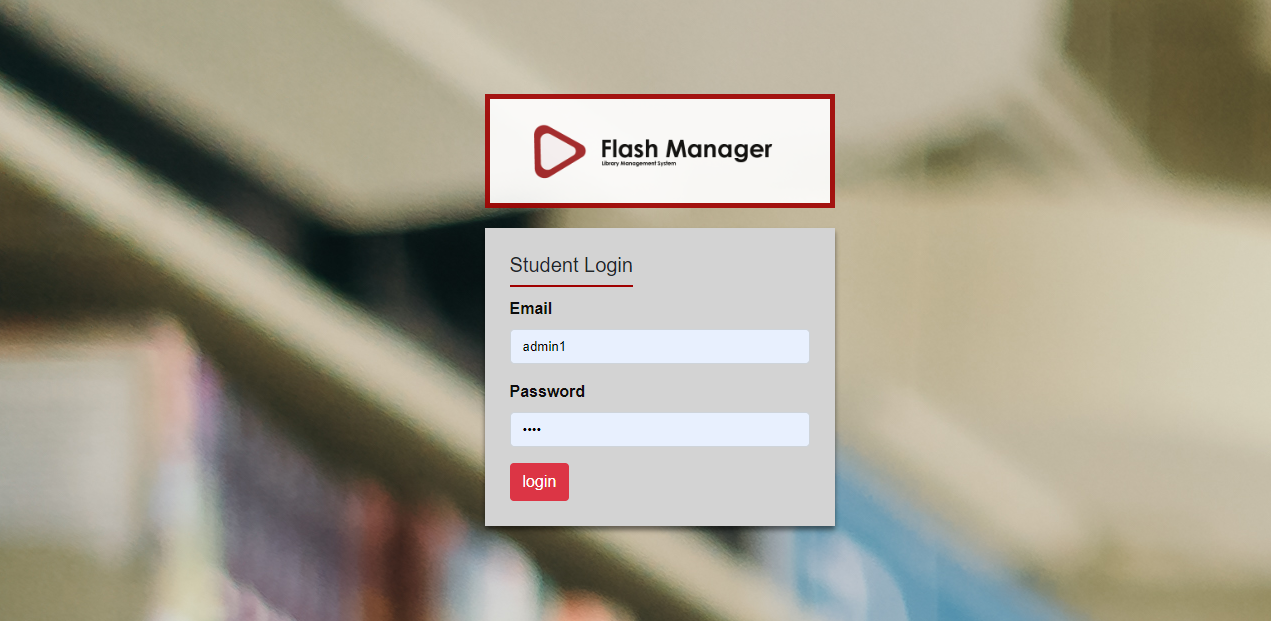 Flash Manager
Library Management System
Student Login
Email
admin1
Password
••••
login